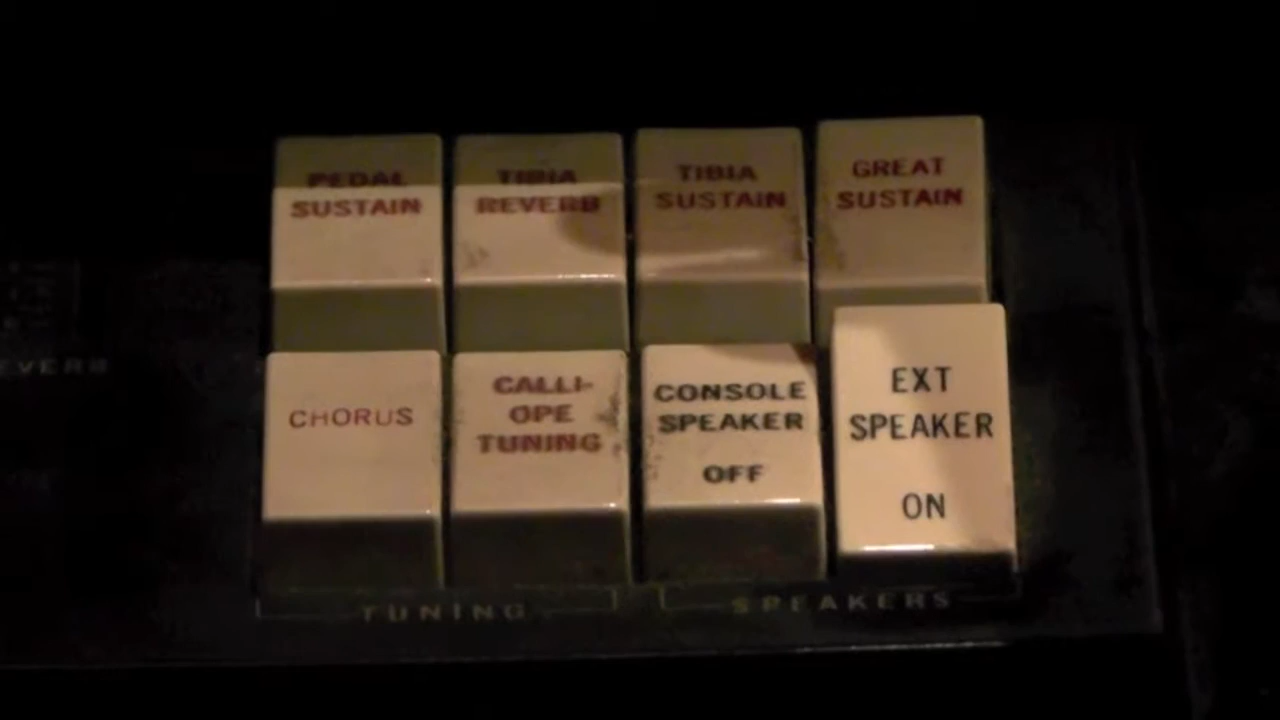 PEDAL
SUSTAIN
TIBIA
REVERB
TIBIA
SUSTAIN
GREAT
SUSTAIN
EVERB
CHORUS
CALLI-
OPE
TUNING
CONSOLE
SPEAKER
OFF
EXT
SPEAKER
ON
TUNING
SPEAKERS